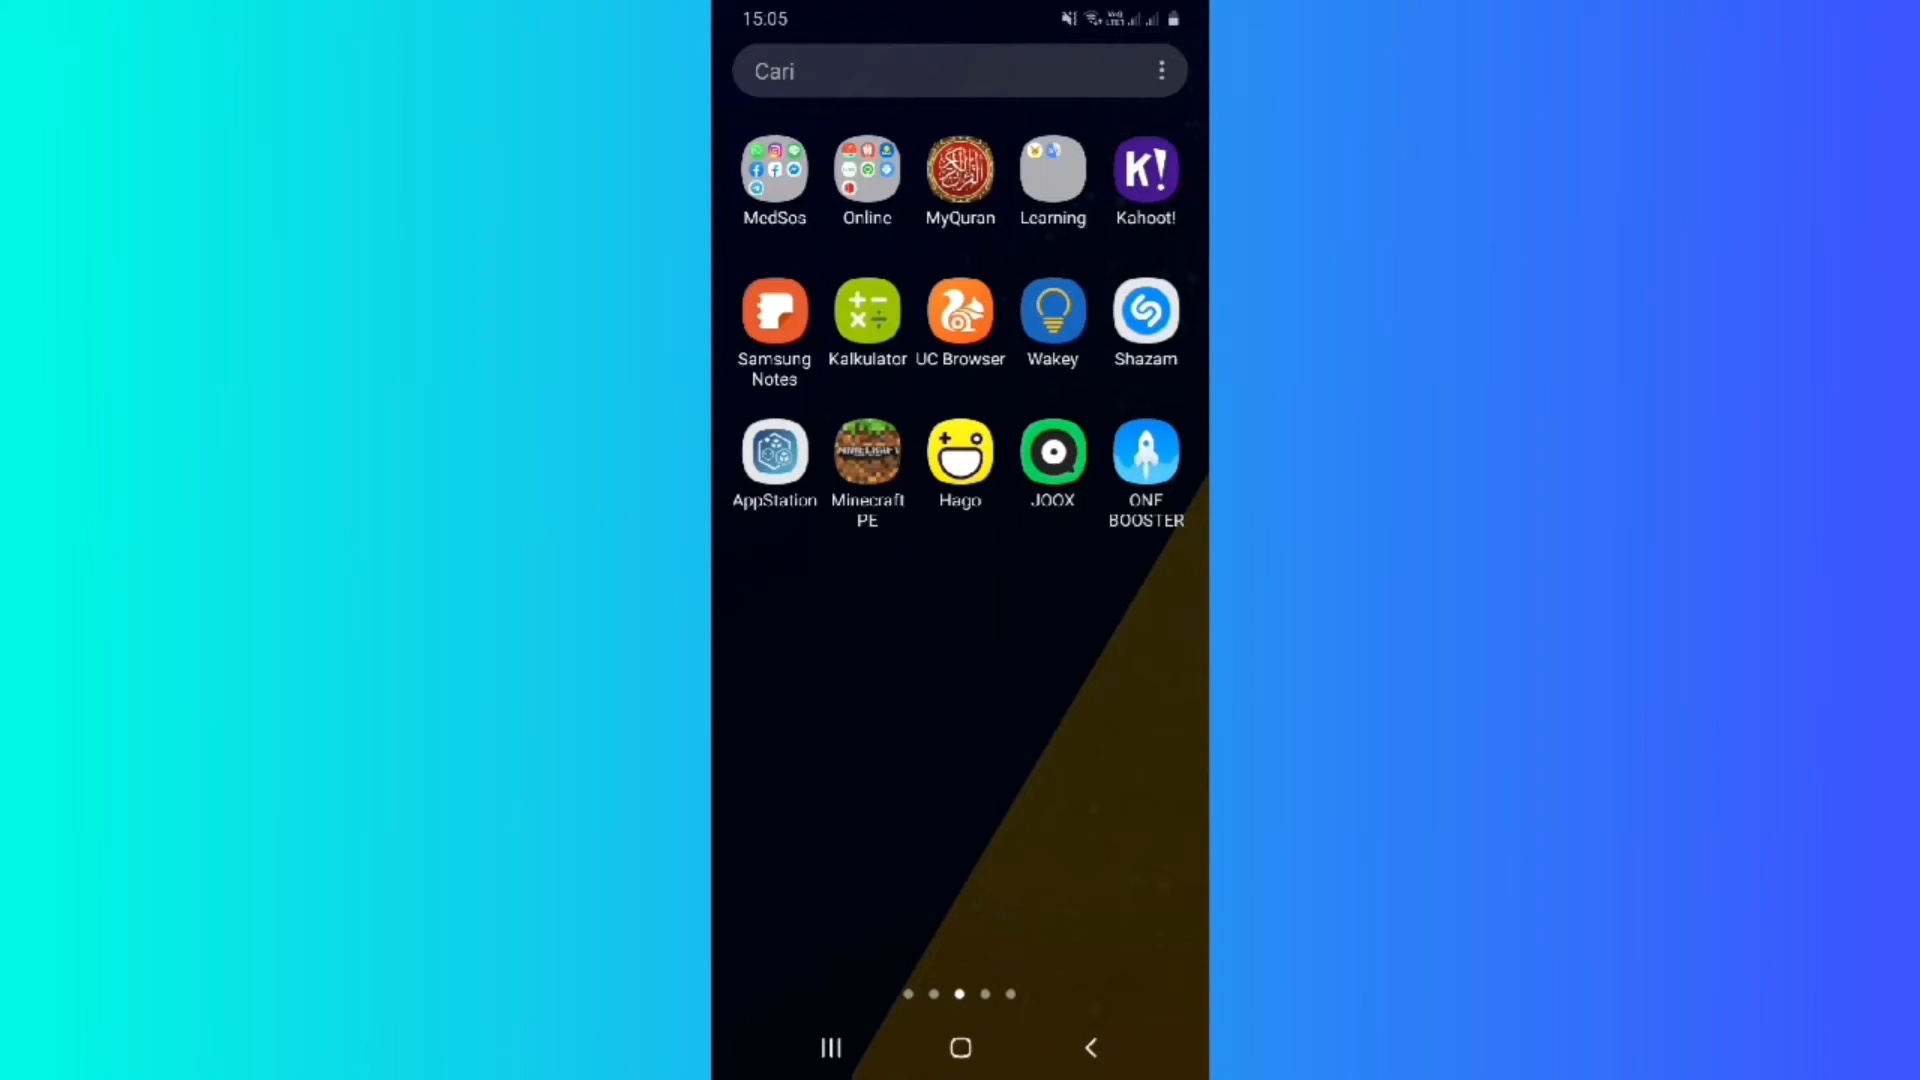 15.05
Cari
MedSos
Online
MyQuran
Learning
K!
Kahoot!
Samsung
Notes
Kalkulator
UC Browser
Wakey
Shazam
AppStation
MINECRAFT
Minecraft
PE
Hago
JOOX
ONE
BOOSTER